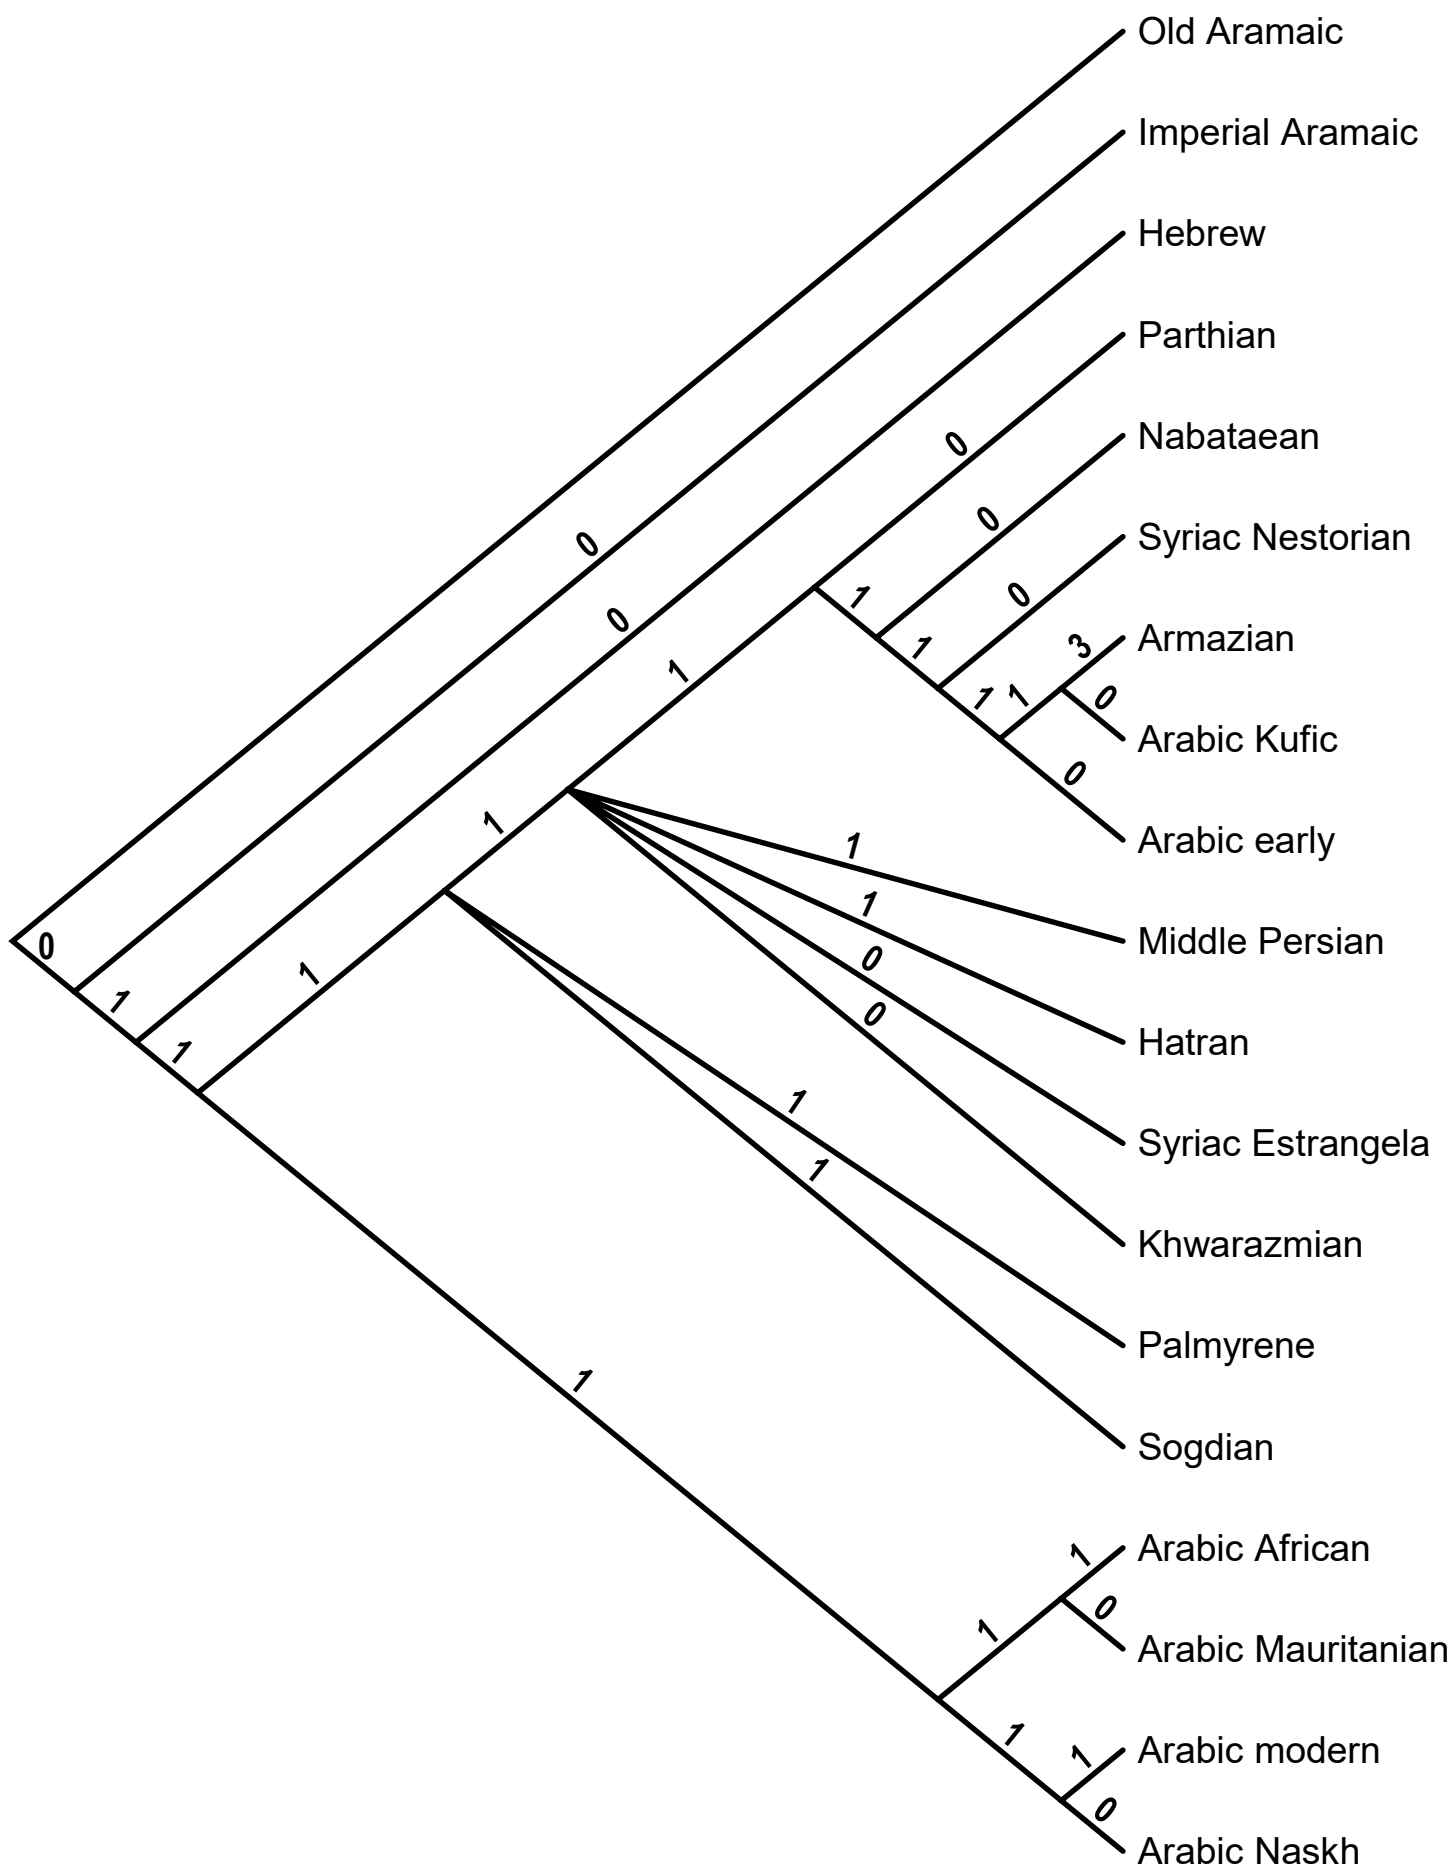 Old Aramaic
Imperial Aramaic
Hebrew
Parthian
0
Nabataean
0
Syriac Nestorian
0
0
Armazian
3
0
1
1
1
1
1
0
Arabic Kufic
0
1
Arabic early
1
1
Middle Persian
0
1
0
1
0
Hatran
1
1
Syriac Estrangela
1
1
Khwarazmian
Palmyrene
1
Sogdian
Arabic African
1
0
1
Arabic Mauritanian
1
Arabic modern
1
0
Arabic Naskh